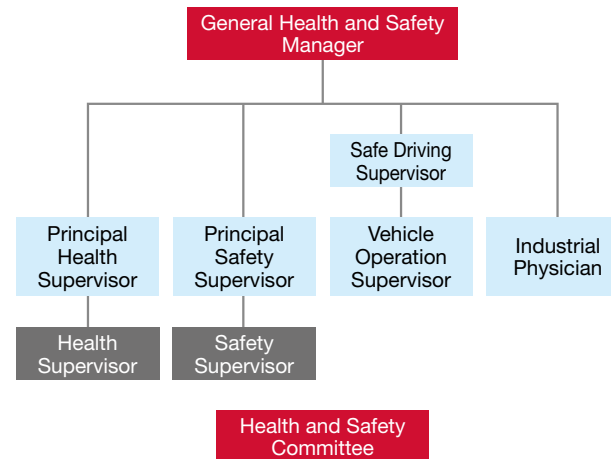 General Health and Safety
Manager
Safe Driving
Supervisor
Principal
Health
Supervisor
Principal
Safety
Supervisor
Vehicle
Operation
Supervisor
Industrial
Physician
Health
Supervisor
Safety
Supervisor
Health and Safety
Committee